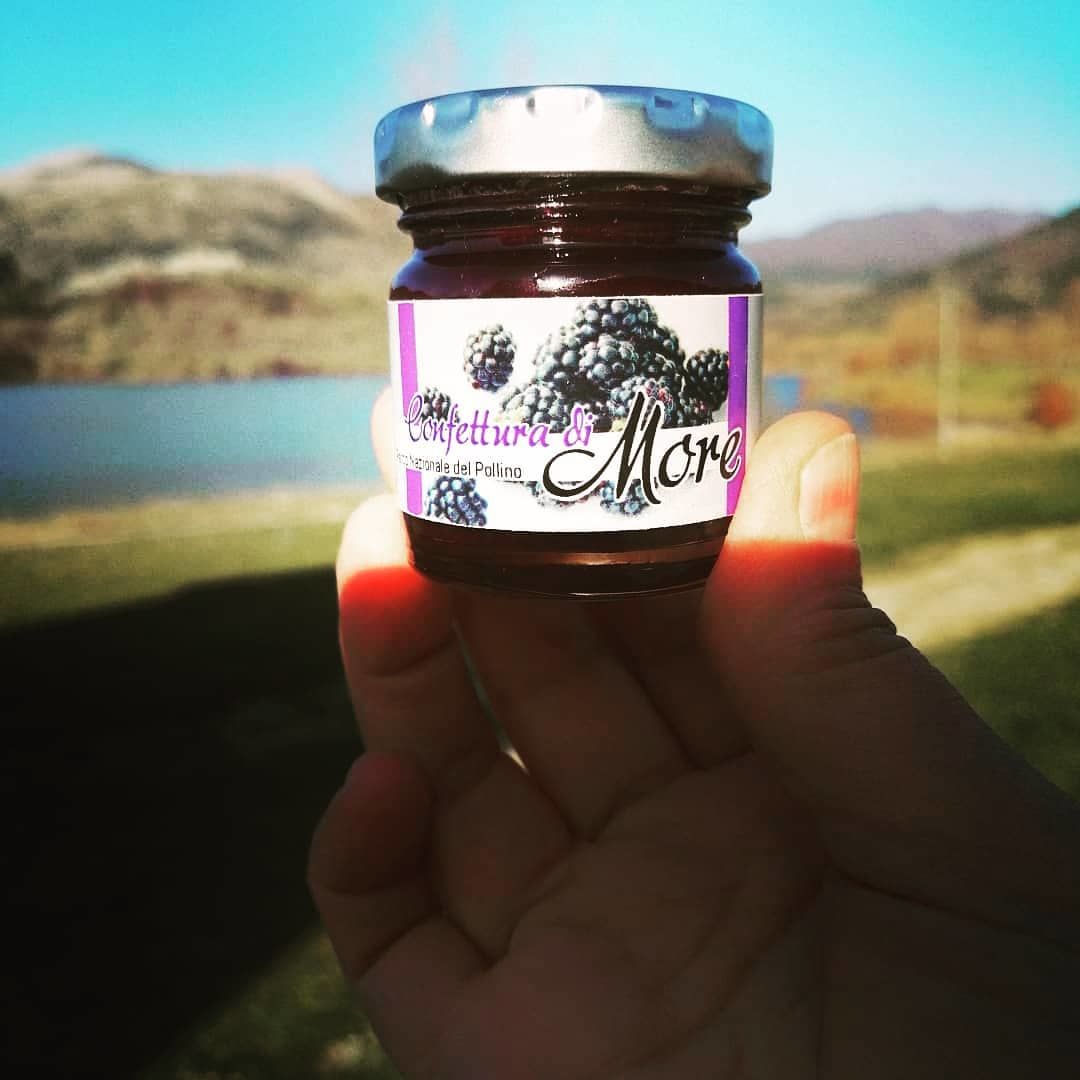 Confettura di
More
Nazionale del Pollino